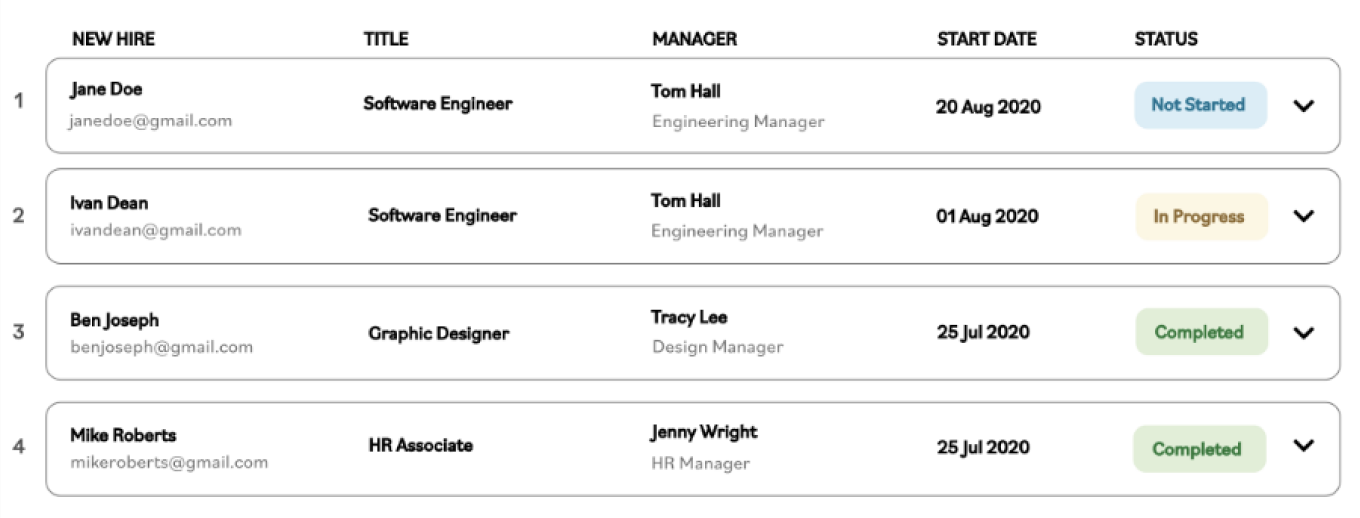 NEW HIRE TITLE MANAGER START DATE STATUS
1
Jane Doe
janedoe@gmail.com
Software Engineer
Tom Hall
Engineering Manager
20 Aug 2020
Not Started
2
Ivan Dean
ivandean@gmail.com
Software Engineer
Tom Hall
Engineering Manager
01 Aug 2020
In Progress
3
Ben Joseph
benjoseph@gmail.com
Graphic Designer
Tracy Lee
Design Manager
25 Jul 2020
Completed
4
Mike Roberts
mikeroberts@gmail.com
HR Associate
Jenny Wright
HR Manager
25 Jul 2020
Completed